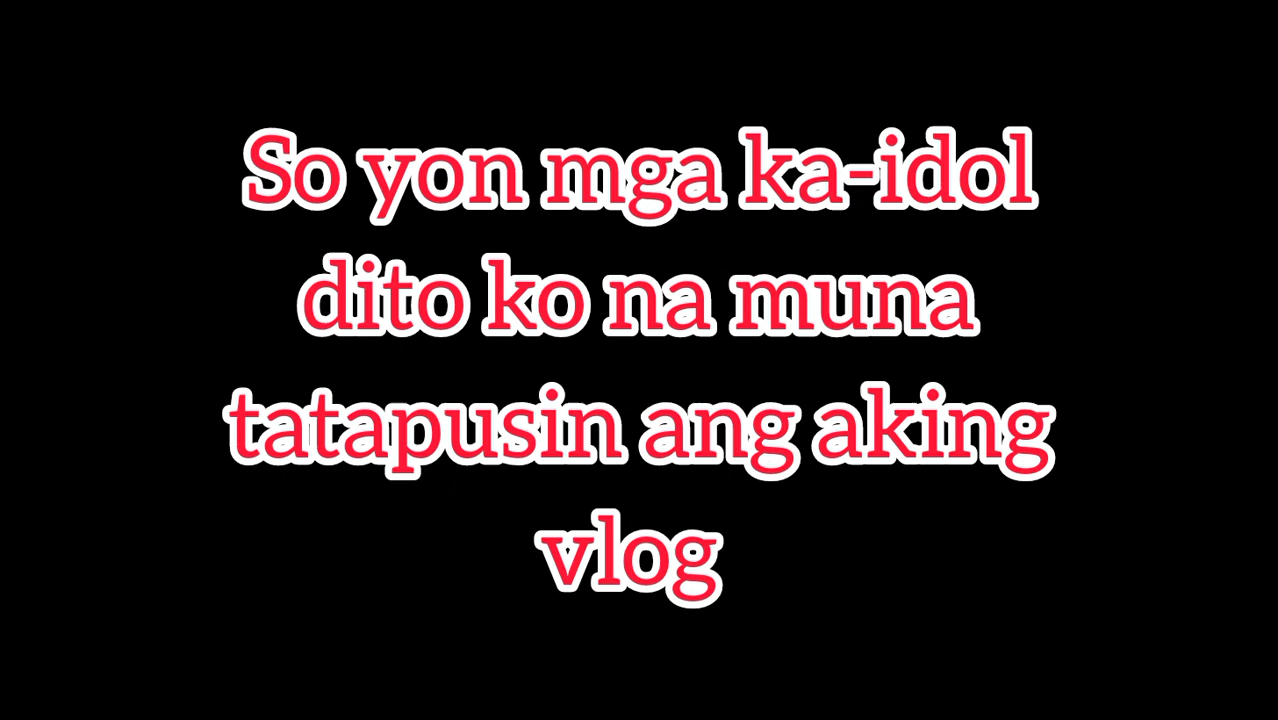 So yon mga ka-idol
dito ko na muna
tatapusin ang aking
vlog